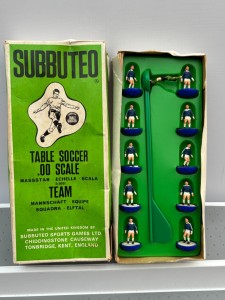 SUBBUTEO
TABLE SOCCER
.00 SCALE
MASSSTAB - ECHELLE - SCALA
TEAM
MANNSCHAFT - EQUIPE
SQUADRA - ELFTAL
MADE IN THE UNITED KINGDOM BY
SUBBUTEO SPORTS GAMES LTD.
CHIDDINGSTONE CAUSEWAY
TONBRIDGE, KENT, ENGLAND